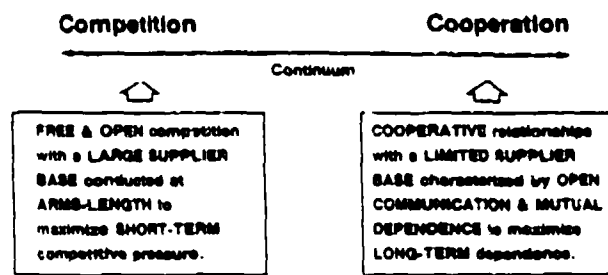 Competition
Cooperation
Continuum
FREE & OPEN competition
with a LARGE SUPPLIER
BASE conducted at
ARMS-LENGTH to
maximize SHORT-TERM
competitive pressure.
COOPERATIVE relationships
with a LIMITED SUPPLIER
BASE characterized by OPEN
COMMUNICATION & MUTUAL
DEPENDENCE to maximize
LONG-TERM dependence.